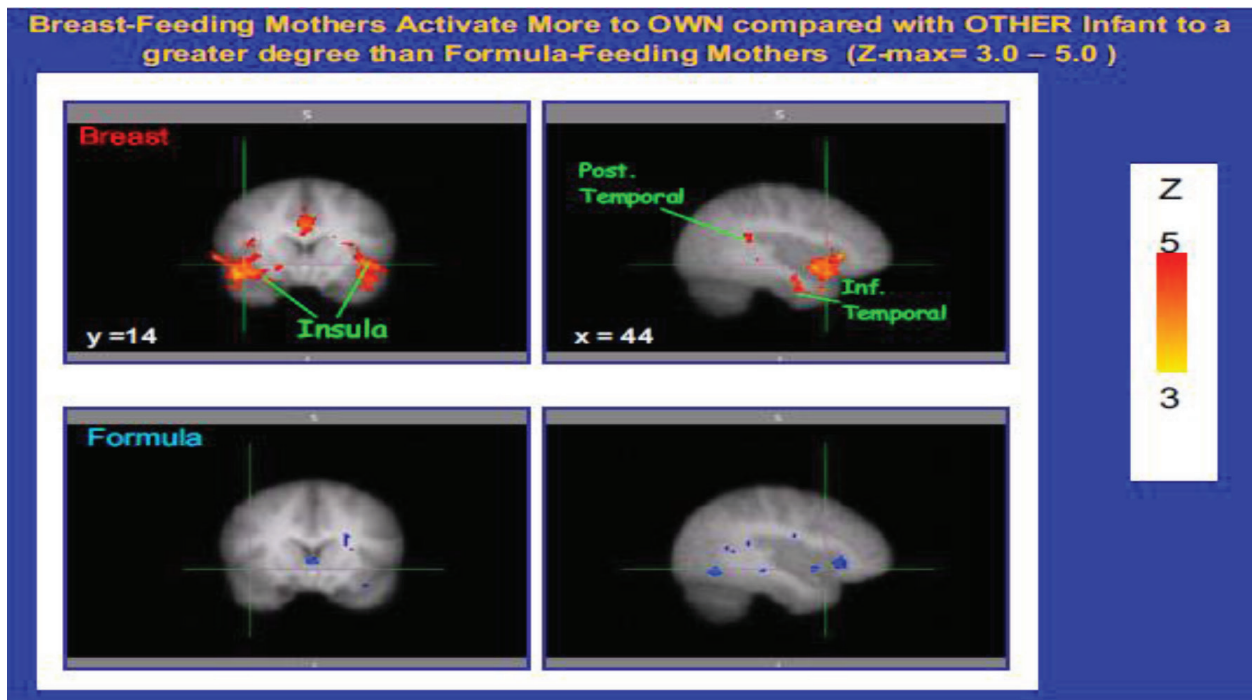 Breast-Feeding Mothers Activate More to OWN compared with OTHER Infant to a
greater degree than Formula-Feeding Mothers (Z-max= 3.0 – 5.0 )
S
Breast
Insula
y =14
S
Post.
Temporal
Inf.
Temporal
x = 44
Z
5
3
S
Formula
S